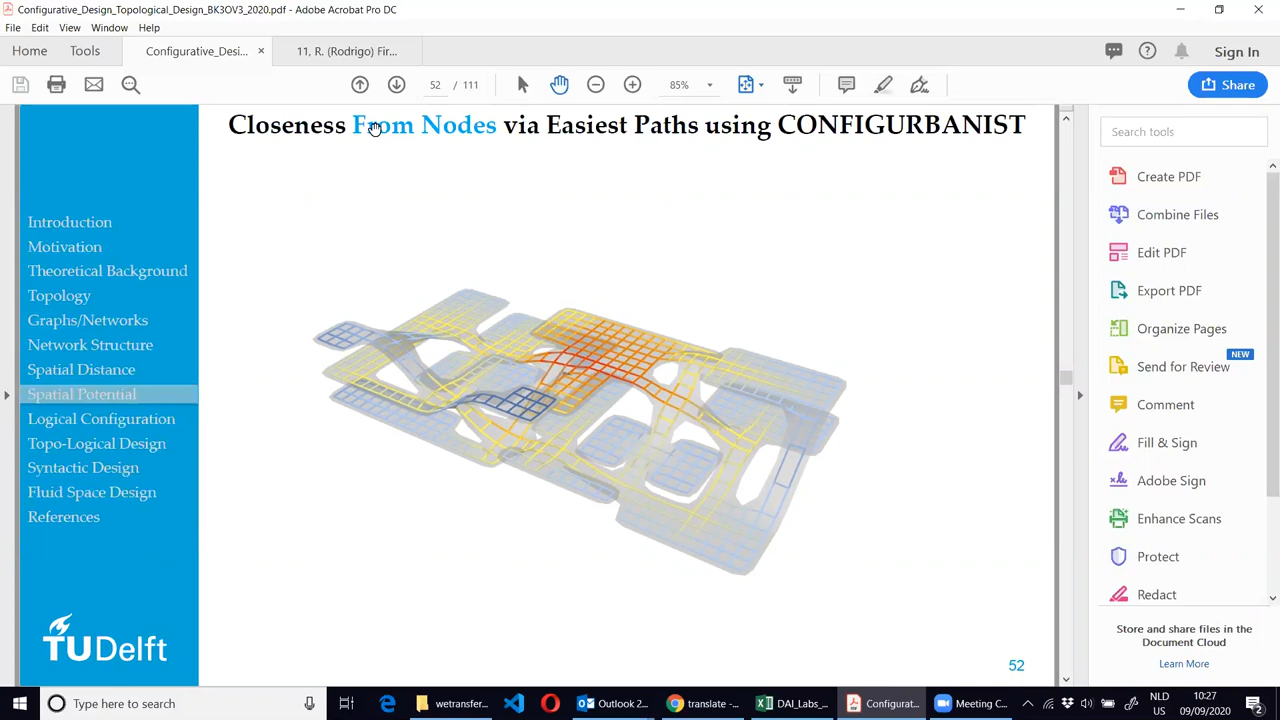 Configurative_Design_Topological_Design_BK3OV3_2020.pdf - Adobe Acrobat Pro DC
File Edit View Window Help
Home Tools Configurative_Desi... × 11, R. (Rodrigo) Fir... Sign In
52 / 111 85% Share
Closeness From Nodes via Easiest Paths using CONFIGURBANIST
Introduction
Motivation
Theoretical Background
Topology
Graphs/Networks
Network Structure
Spatial Distance
Spatial Potential
Logical Configuration
Topo-Logical Design
Syntactic Design
Fluid Space Design
References
TUDelft
52
Search tools
Create PDF
Combine Files
Edit PDF
Export PDF
Organize Pages
NEW
Send for Review
Comment
Fill & Sign
Adobe Sign
Enhance Scans
Protect
Redact
Store and share files in the
Document Cloud
Learn More
Type here to search
wetransfer... Outlook 2... translate -... DAI_Labs_... Configurat... Meeting C...
NLD
US
10:27
09/09/2020
2